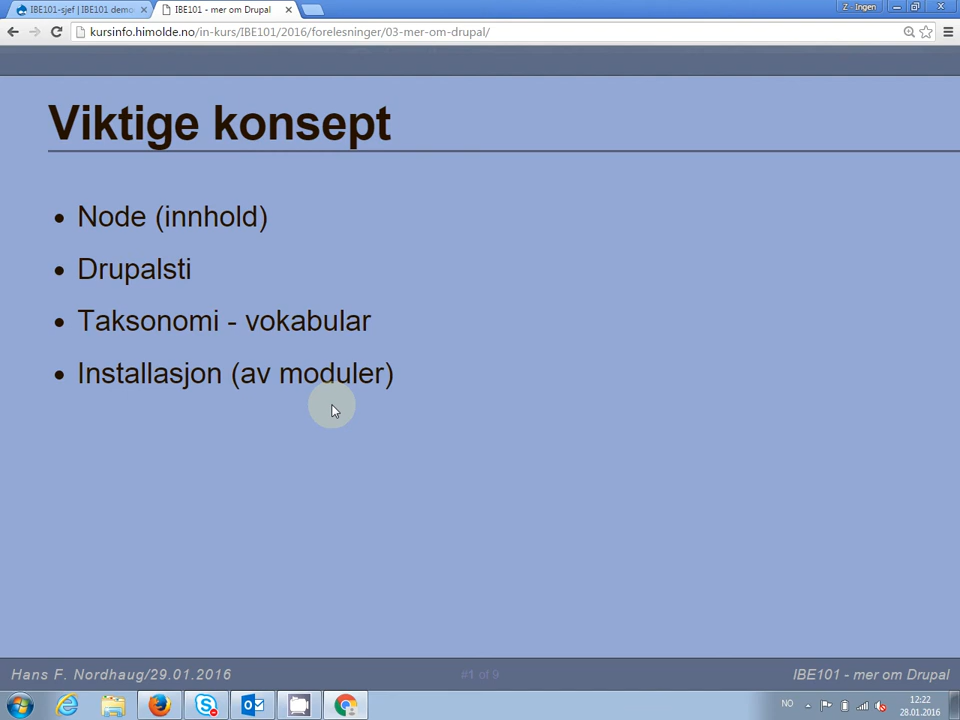 IBE101-sjef | IBE101 demo
IBE101 - mer om Drupal
Z - Ingen
kursinfo.himolde.no/in-kurs/IBE101/2016/forelesninger/03-mer-om-drupal/
Viktige konsept
• Node (innhold)
• Drupalsti
• Taksonomi - vokabular
• Installasjon (av moduler)
Hans F. Nordhaug/29.01.2016
#1 of 9
IBE101 - mer om Drupal
NO
12:22
28.01.2016